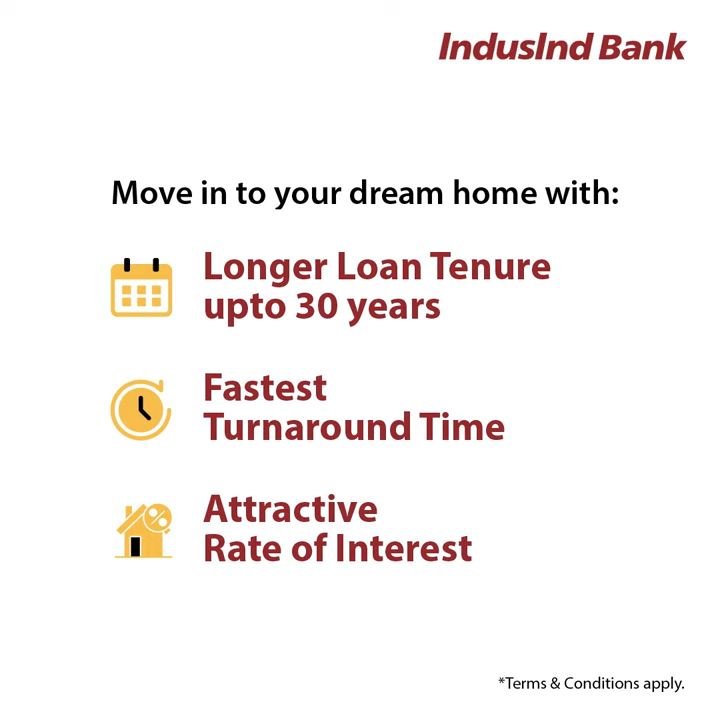 IndusInd Bank
Move in to your dream home with:
Longer Loan Tenure
upto 30 years
Fastest
Turnaround Time
Attractive
Rate of Interest
*Terms & Conditions apply.